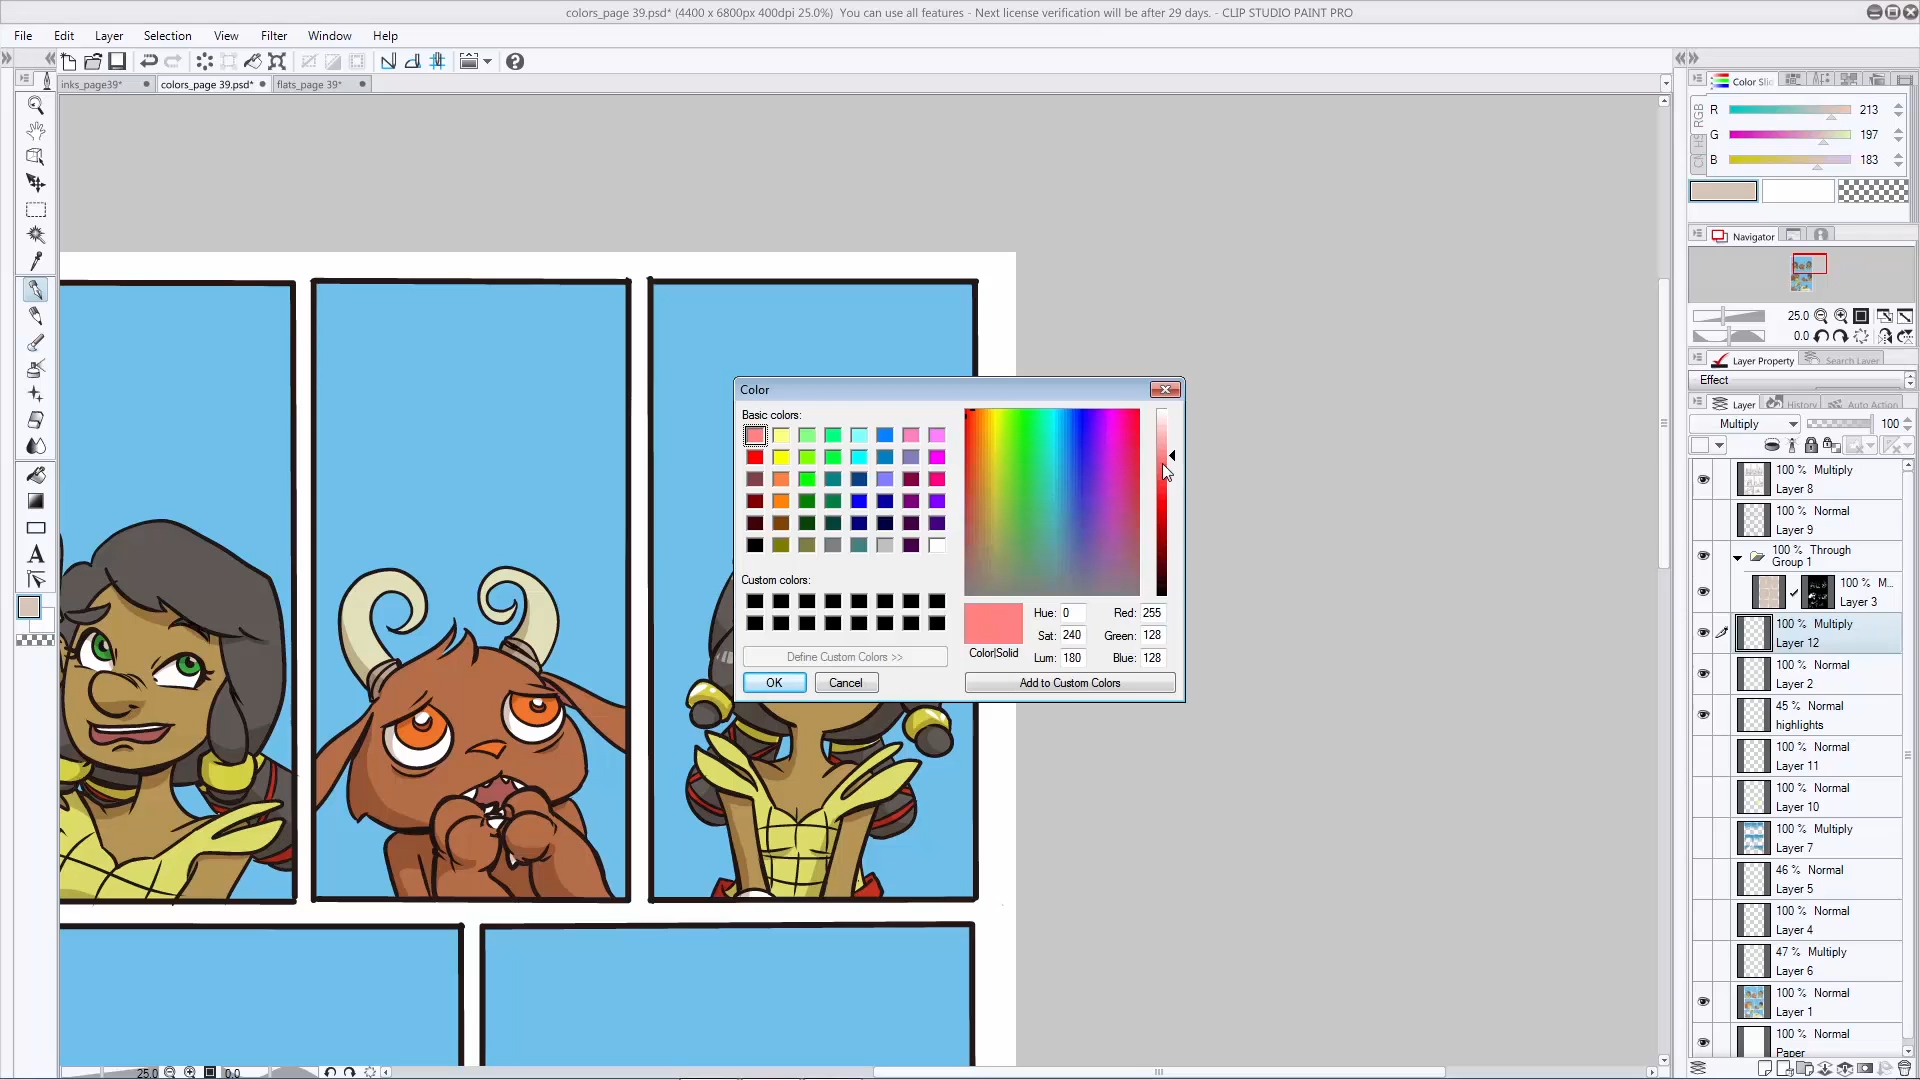 colors_page 39.psd* (4400 x 6800px 400dpi 25.0%)  You can use all features - Next license verification will be after 29 days. - CLIP STUDIO PAINT PRO
File Edit Layer Selection View Filter Window Help
inks_page39* colors_page 39.psd* flats_page 39*
Color Sli
RGB
R 213
G 197
B 183
Navigator
25.0
0.0
Layer Property Search Layer
Effect
Layer History Auto Action
Multiply 100
100 % Multiply
Layer 8
100 % Normal
Layer 9
100 % Through
Group 1
100 % M...
Layer 3
100 % Multiply
Layer 12
100 % Normal
Layer 2
45 % Normal
highlights
100 % Normal
Layer 11
100 % Normal
Layer 10
100 % Multiply
Layer 7
46 % Normal
Layer 5
100 % Normal
Layer 4
47 % Multiply
Layer 6
100 % Normal
Layer 1
100 % Normal
Paper
Color
Basic colors:
Custom colors:
Define Custom Colors >>
OK Cancel
Color|Solid
Hue: 0 Red: 255
Sat: 240 Green: 128
Lum: 180 Blue: 128
Add to Custom Colors
A
25.0 0.0